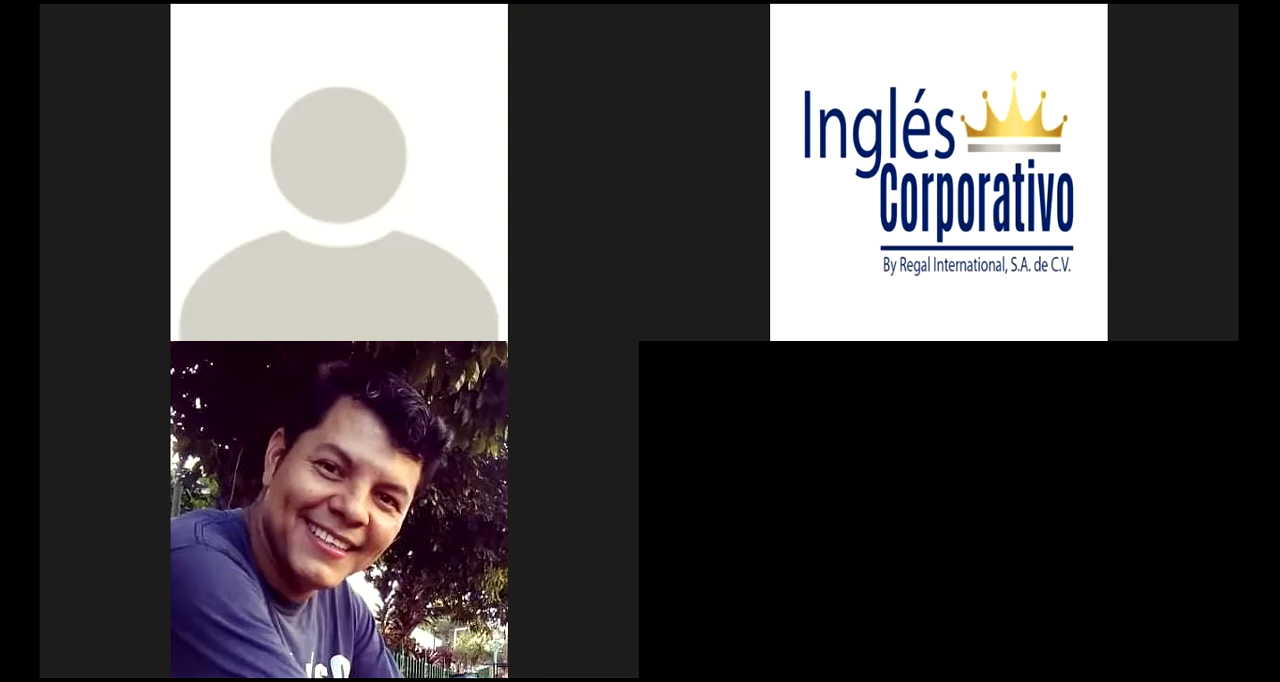 Inglés
Corporativo
By Regal International, S.A. de C.V.